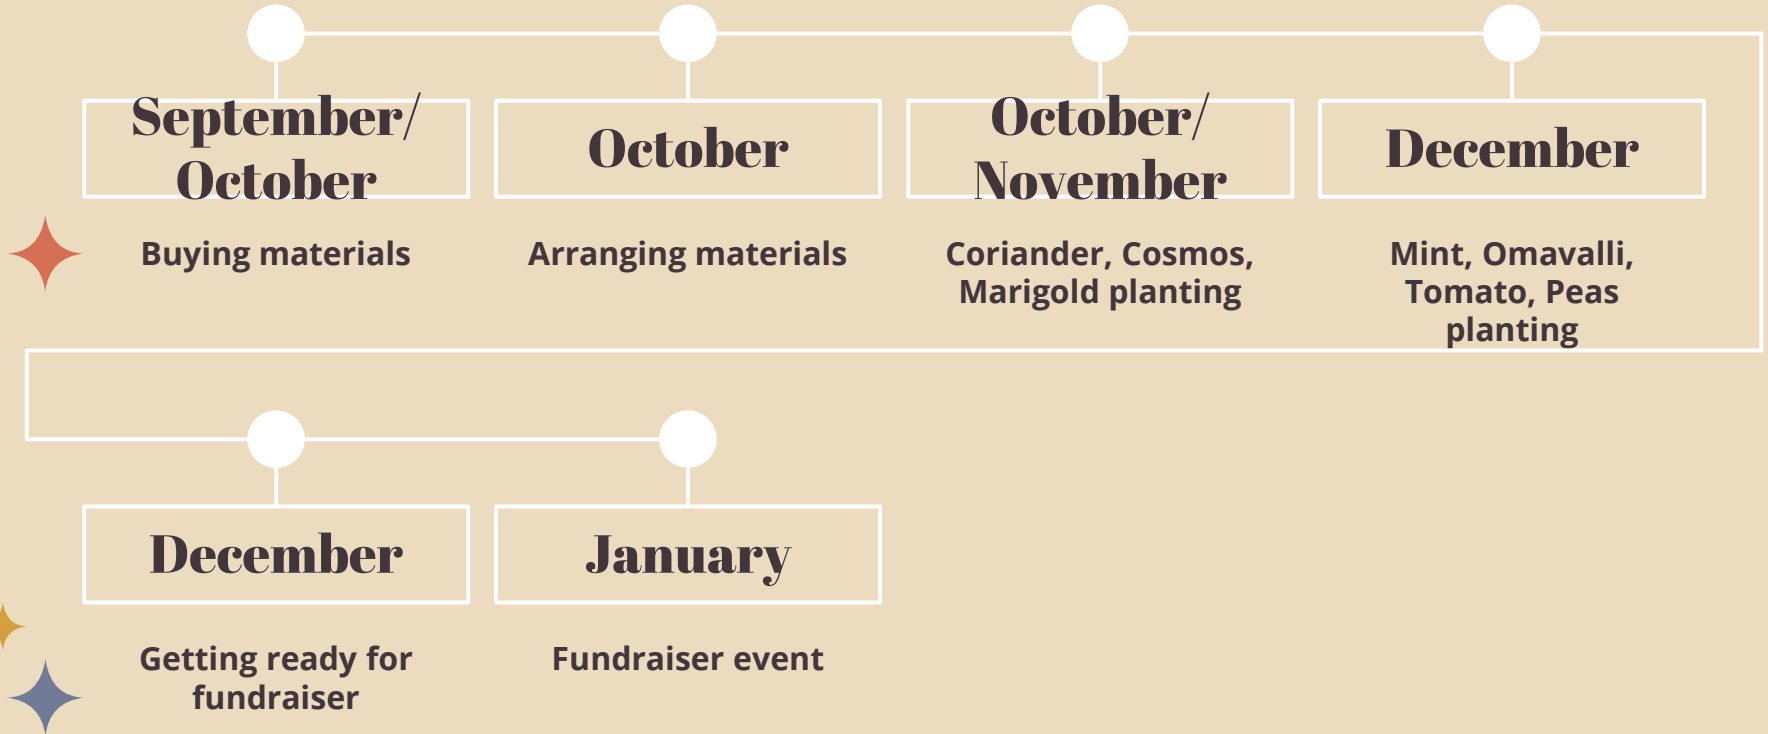 September/
October
Buying materials
October
Arranging materials
October/
November
Coriander, Cosmos,
Marigold planting
December
Mint, Omavalli,
Tomato, Peas
planting
December
Getting ready for
fundraiser
January
Fundraiser event